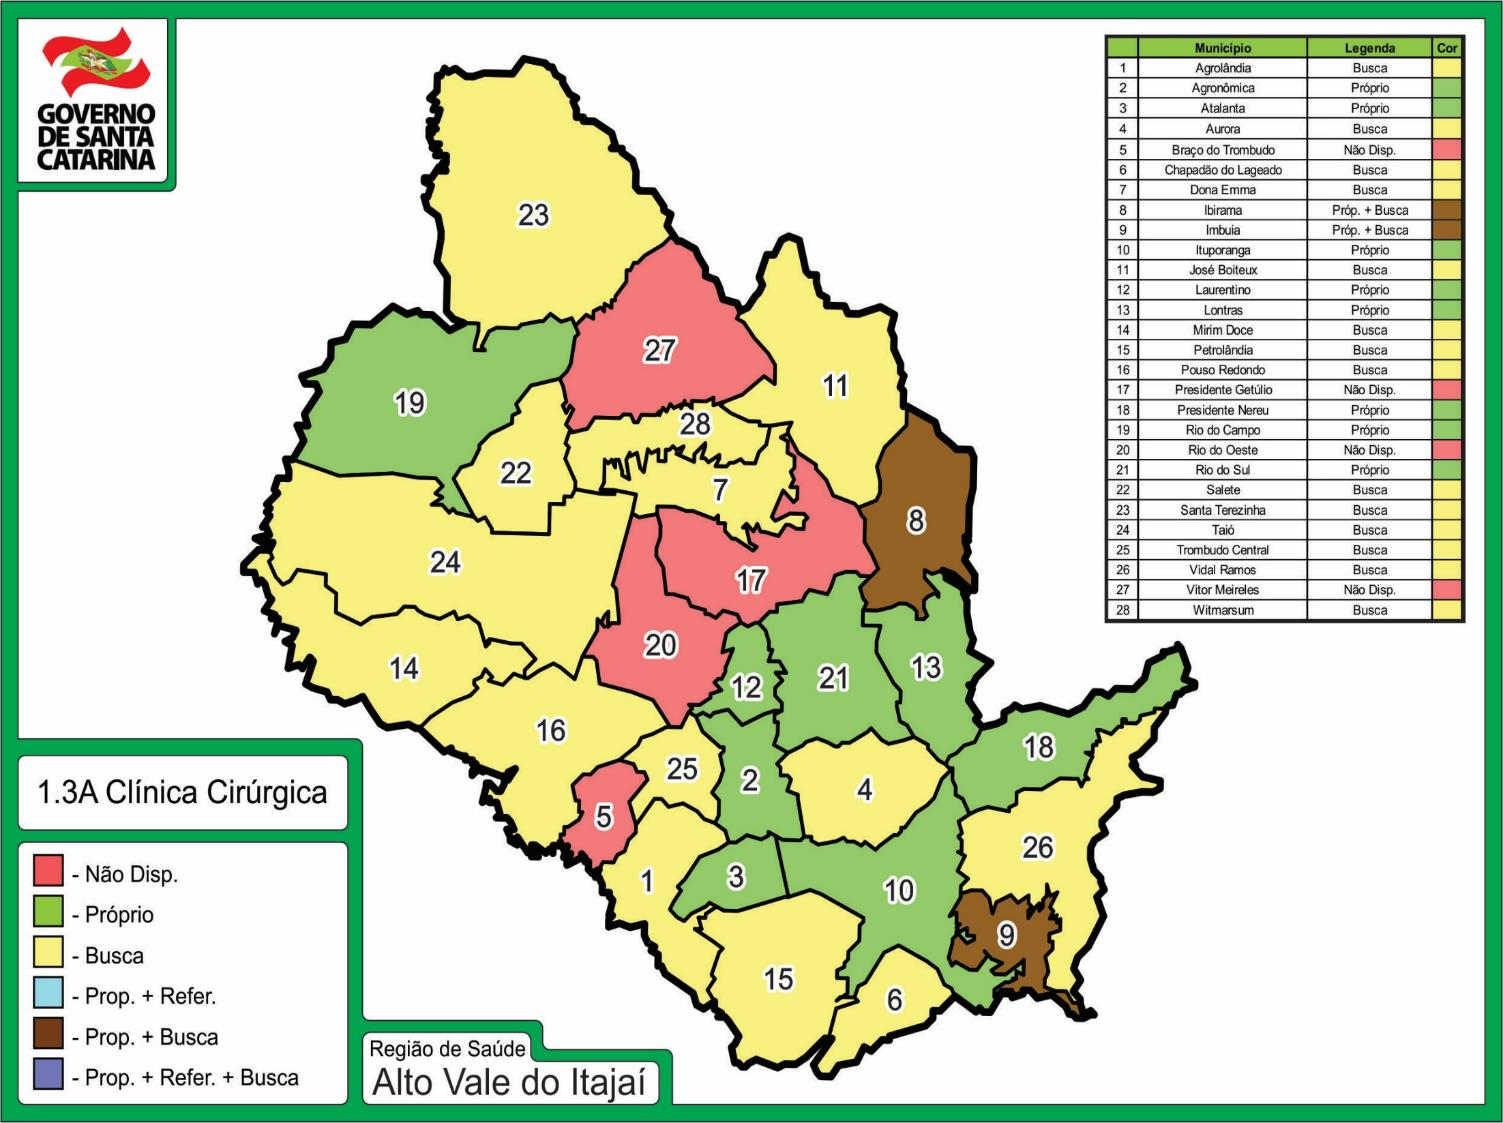 GOVERNO
DE SANTA
CATARINA
Município Legenda Cor
1 Agrolândia Busca
2 Agronômica Próprio
3 Atalanta Próprio
4 Aurora Busca
5 Braço do Trombudo Não Disp.
6 Chapadão do Lageado Busca
7 Dona Emma Busca
8 Ibirama Próp. + Busca
9 Imbuia Próp. + Busca
10 Ituporanga Próprio
11 José Boiteux Busca
12 Laurentino Próprio
13 Lontras Próprio
14 Mirim Doce Busca
15 Petrolândia Busca
16 Pouso Redondo Busca
17 Presidente Getúlio Não Disp.
18 Presidente Nereu Próprio
19 Rio do Campo Próprio
20 Rio do Oeste Não Disp.
21 Rio do Sul Próprio
22 Salete Busca
23 Santa Terezinha Busca
24 Taió Busca
25 Trombudo Central Busca
26 Vidal Ramos Busca
27 Vitor Meireles Não Disp.
28 Witmarsum Busca
23
27
11
19
28
22
7
8
24
17
20
14
13
21
12
16
18
25
2
4
5
26
1
3
10
9
15
6
1.3A Clínica Cirúrgica
- Não Disp.
- Próprio
- Busca
- Prop. + Refer.
- Prop. + Busca
- Prop. + Refer. + Busca
Região de Saúde
Alto Vale do Itajaí